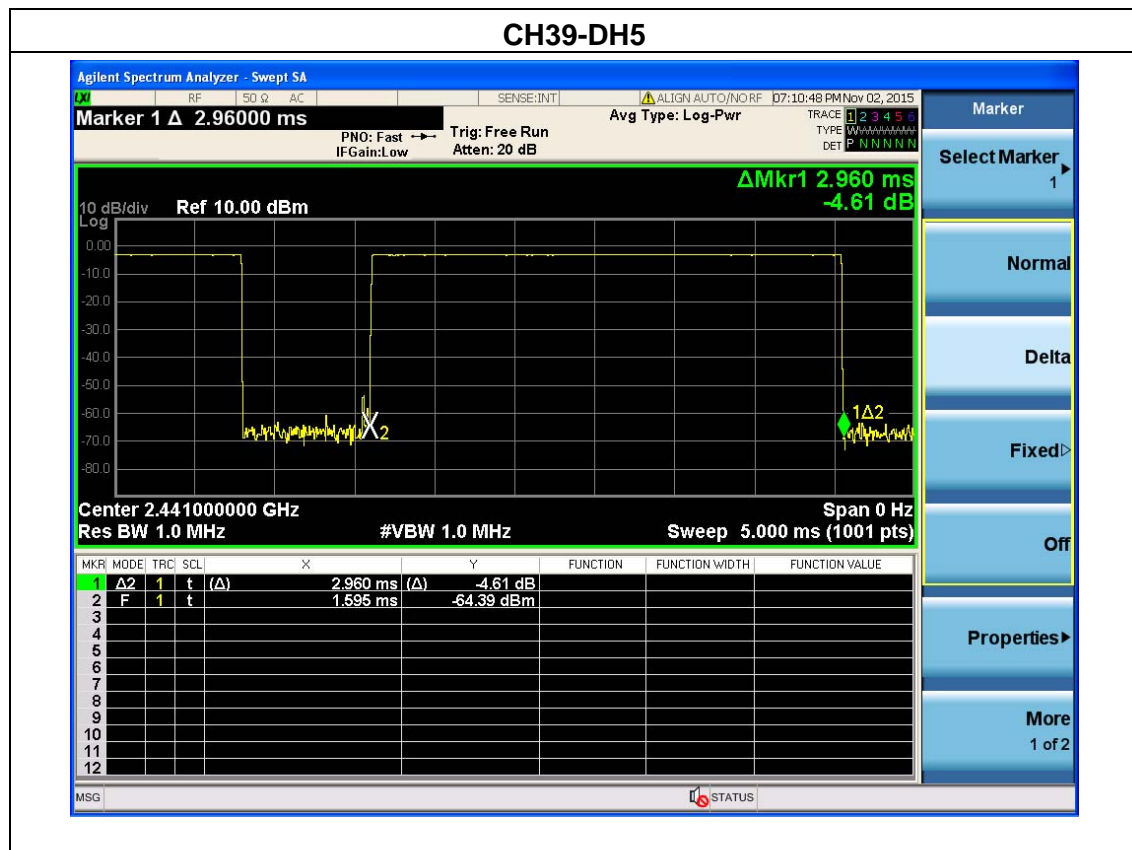 CH39-DH5
Agilent Spectrum Analyzer - Swept SA
LXI RF 50 Ω AC SENSE:INT ALIGN AUTO/NO RF 07:10:48 PM Nov 02, 2015
Marker 1 Δ 2.96000 ms
PNO: Fast
IFGain:Low
Trig: Free Run
Atten: 20 dB
Avg Type: Log-Pwr
TRACE 1 2 3 4 5 6
TYPE
DET P N N N N N
ΔMkr1 2.960 ms
-4.61 dB
10 dB/div Ref 10.00 dBm
Log
0.00
-10.0
-20.0
-30.0
-40.0
-50.0
-60.0
-70.0
-80.0
2
1Δ2
Center 2.441000000 GHz Span 0 Hz
Res BW 1.0 MHz #VBW 1.0 MHz Sweep 5.000 ms (1001 pts)
MKR MODE TRC SCL X Y FUNCTION FUNCTION WIDTH FUNCTION VALUE
1 Δ2 1 t (Δ) 2.960 ms (Δ) -4.61 dB
2 F 1 t 1.595 ms -64.39 dBm
3
4
5
6
7
8
9
10
11
12
MSG STATUS
Marker
Select Marker
1
Normal
Delta
Fixed
Off
Properties
More
1 of 2